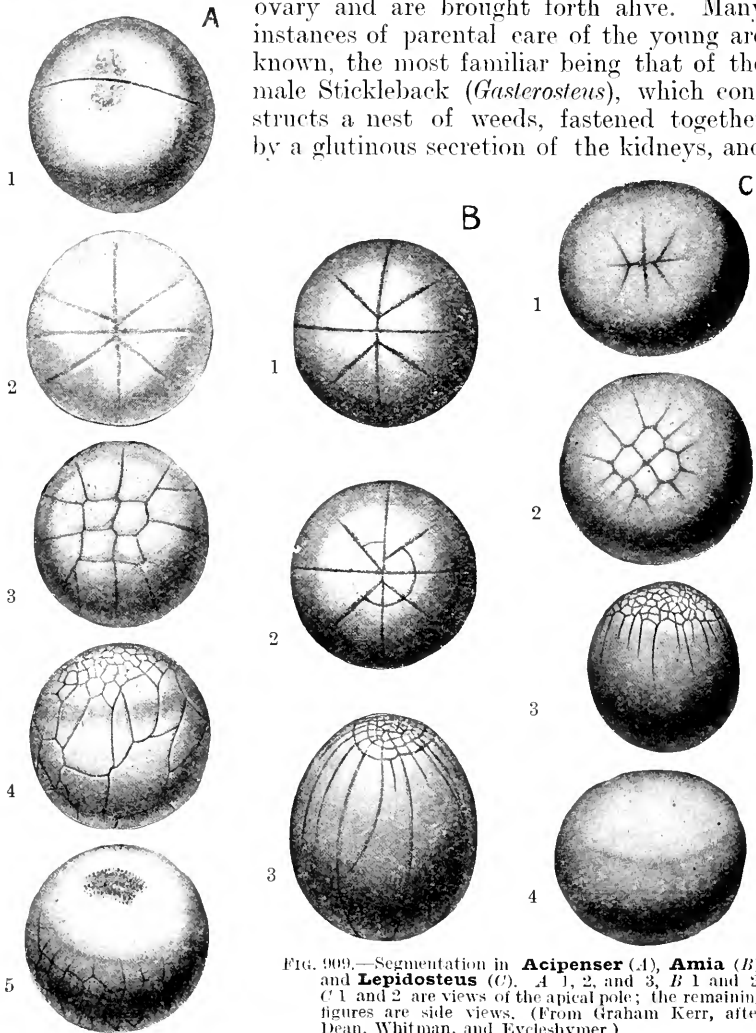 A
ovary and are brought forth alive. Many
instances of parental care of the young are
known, the most familiar being that of the
male Stickleback (Gasterosteus), which con
structs a nest of weeds, fastened togethe
by a glutinous secretion of the kidneys, and
1
2
3
4
5
B
1
2
3
C
1
2
3
4
FIG. 909.—Segmentation in Acipenser (A), Amia (B
and Lepidosteus (C). A 1, 2, and 3, B 1 and 2
C 1 and 2 are views of the apical pole; the remainin
figures are side views. (From Graham Kerr, afte
Dean, Whitman, and Eycleshymer.)